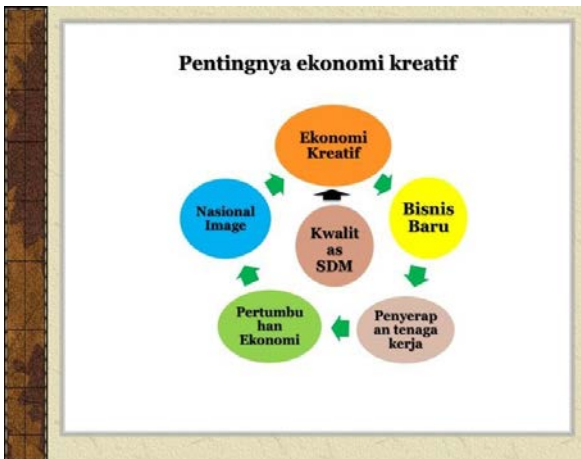 Pentingnya ekonomi kreatif
Ekonomi
Kreatif
Bisnis
Baru
Penyerap
an tenaga
kerja
Pertumbu
han
Ekonomi
Nasional
Image
Kwalit
as
SDM